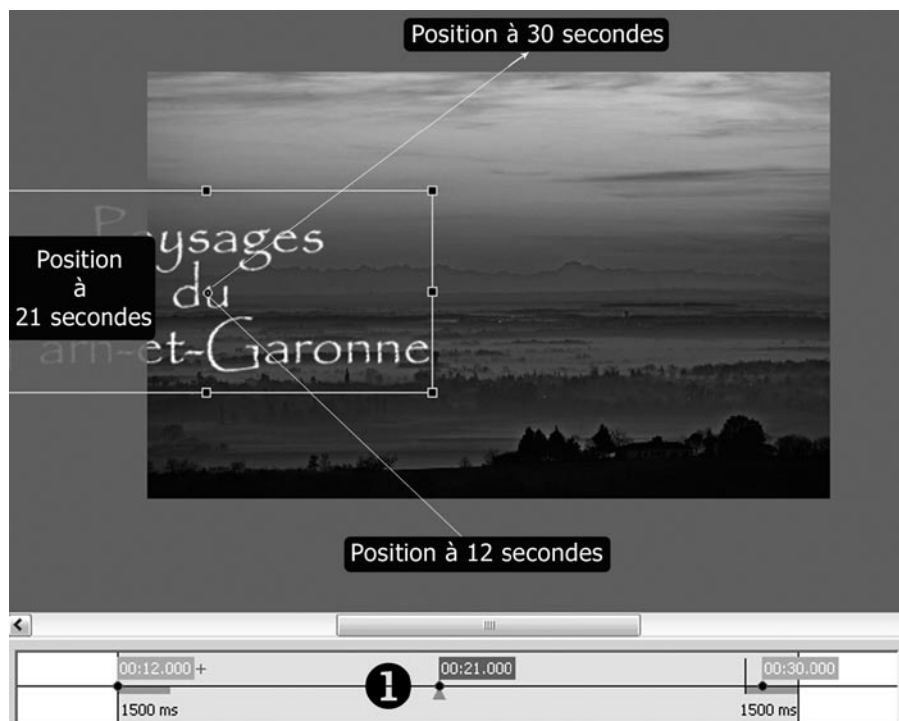 Position à 30 secondes
Paysages
Position
à
21 secondes
du
arn-et-Garonne
Position à 12 secondes
00:12.000 +
1
00:21.000
00:30.000
1500 ms
1500 ms